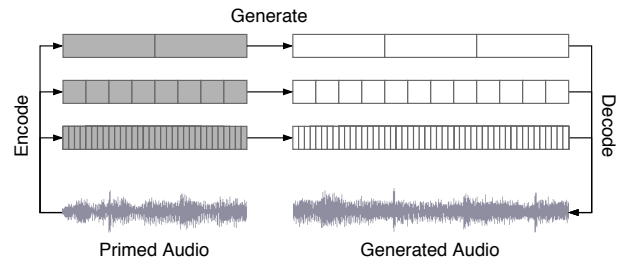 Generate
Encode
Decode
Primed Audio
Generated Audio